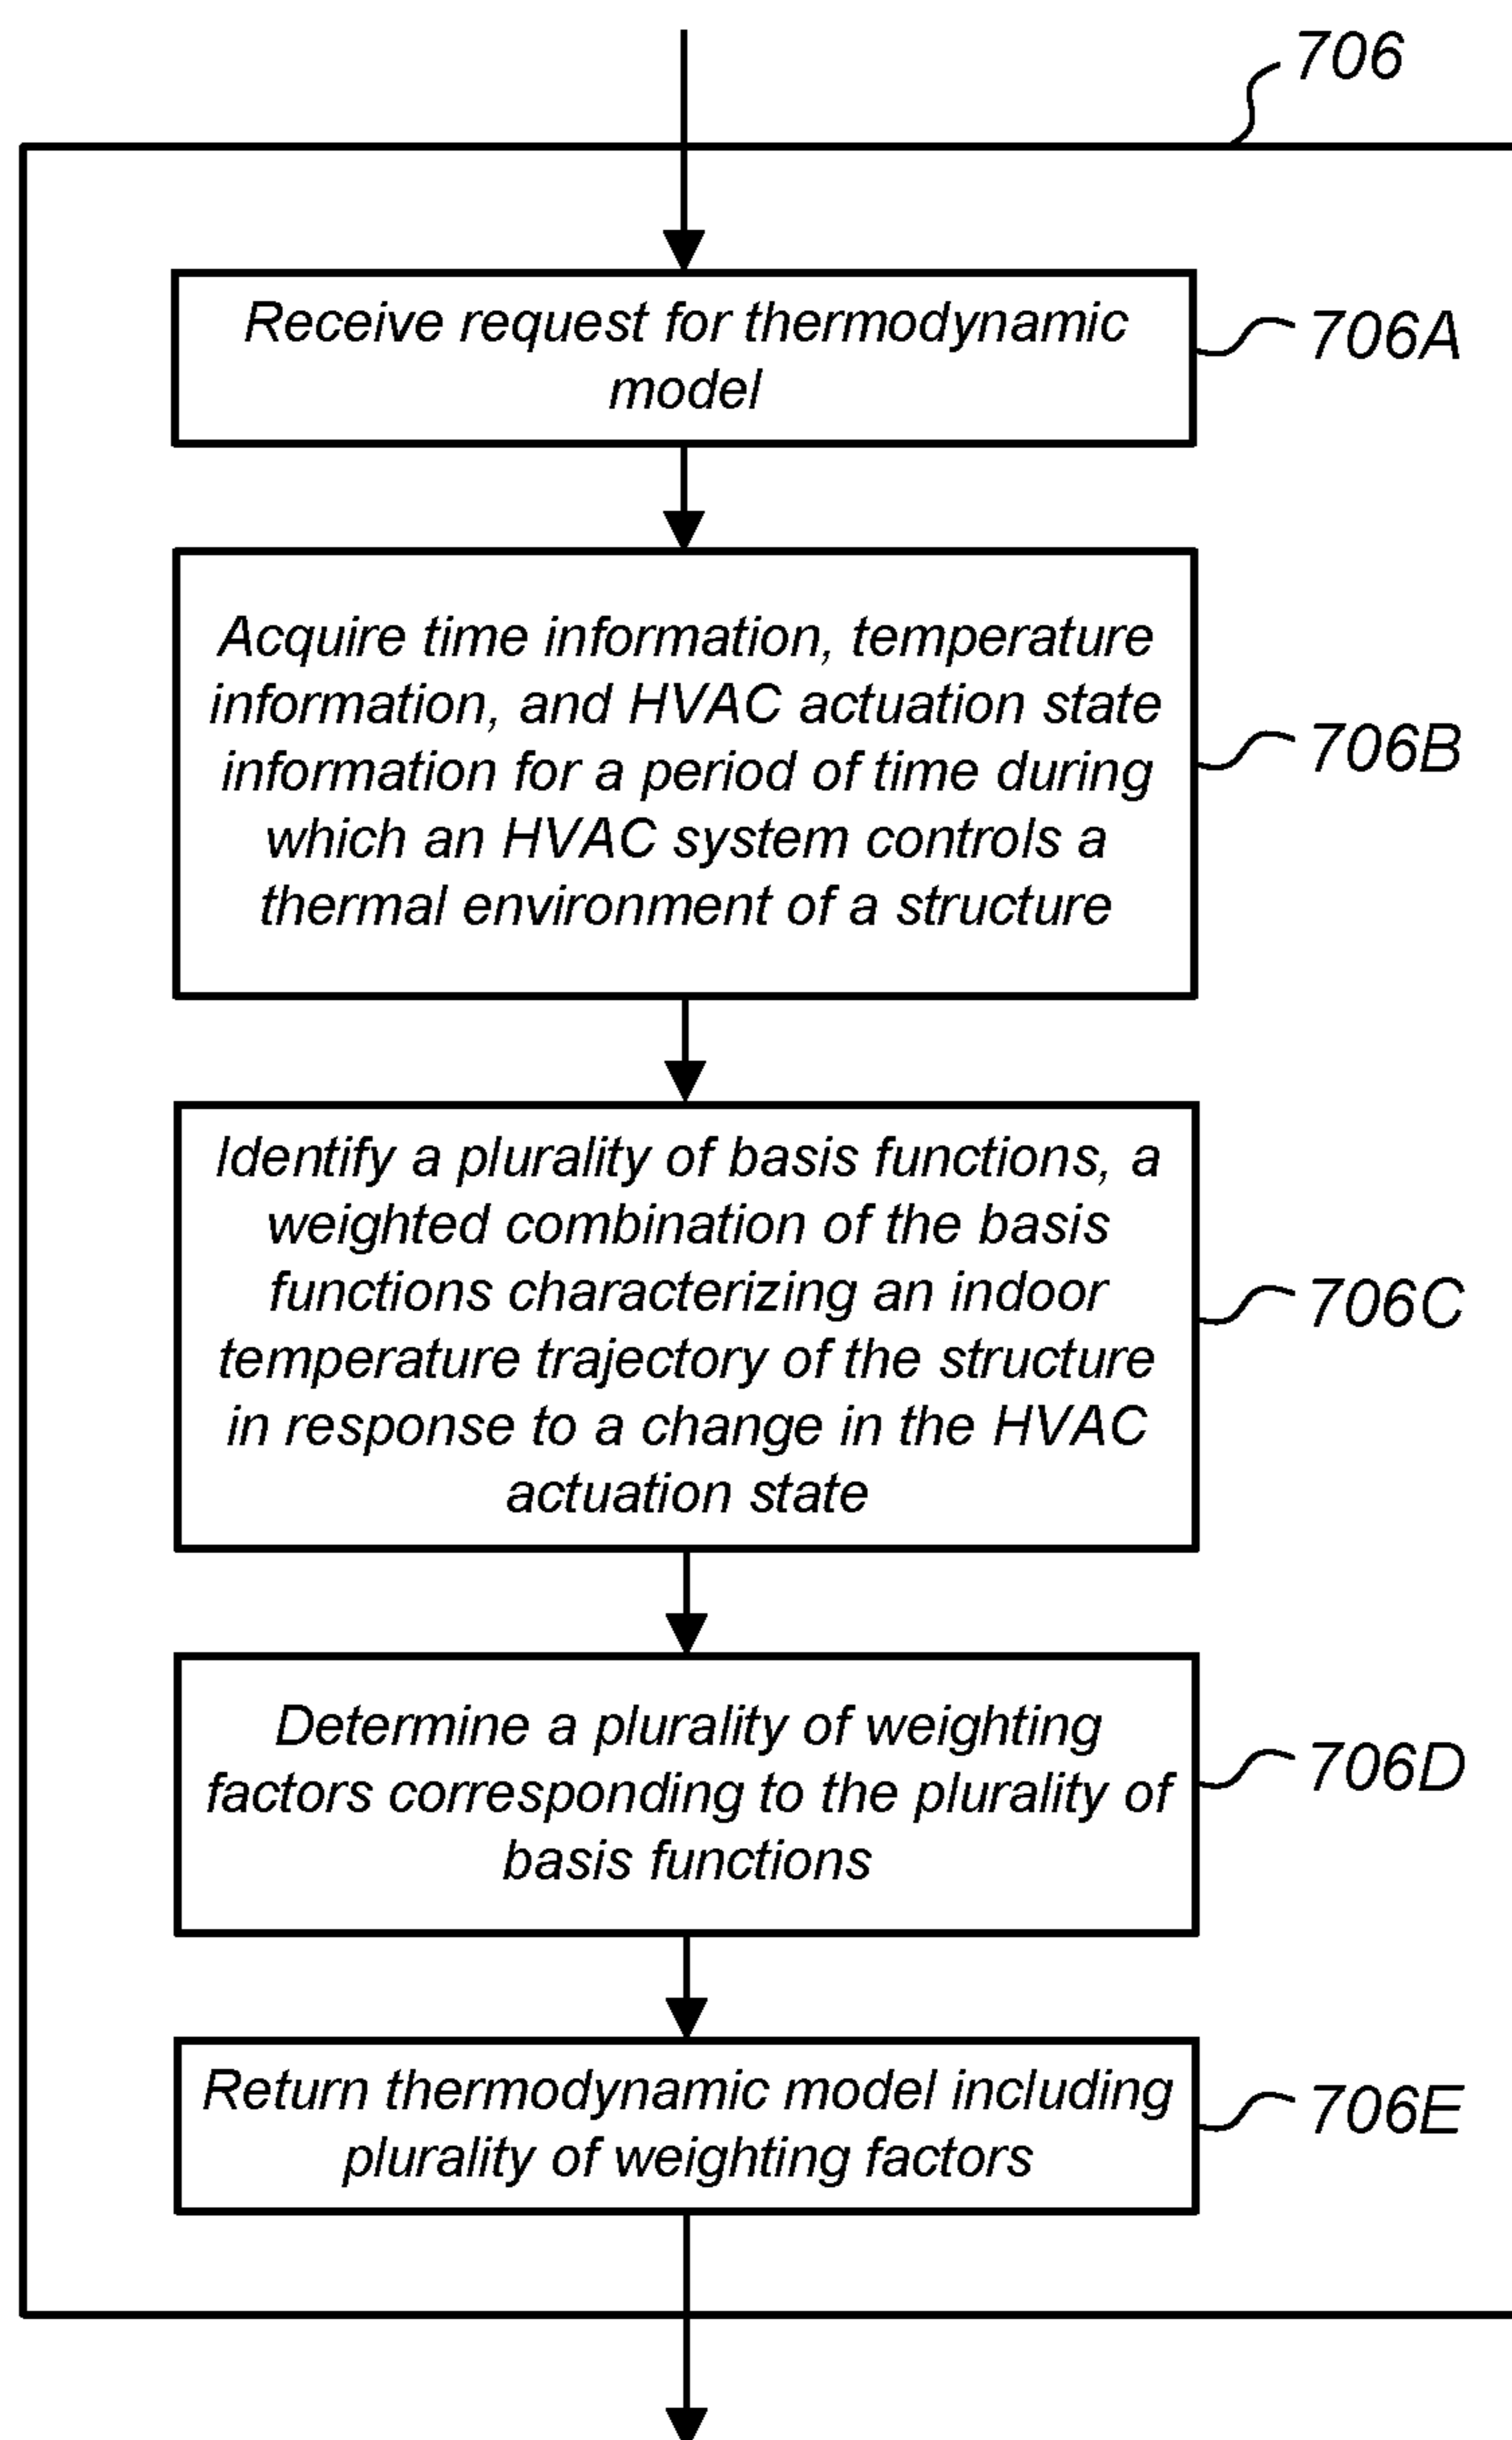 706
Receive request for thermodynamic
model
706A
Acquire time information, temperature
information, and HVAC actuation state
information for a period of time during
which an HVAC system controls a
thermal environment of a structure
706B
Identify a plurality of basis functions, a
weighted combination of the basis
functions characterizing an indoor
temperature trajectory of the structure
in response to a change in the HVAC
actuation state
706C
Determine a plurality of weighting
factors corresponding to the plurality of
basis functions
706D
Return thermodynamic model including
plurality of weighting factors
706E